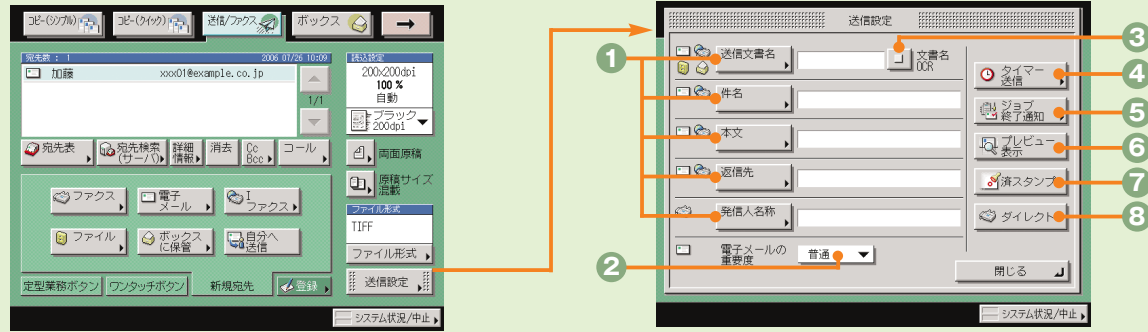 コピー(シンプル)
コピー(クイック)
送信/ファクス
ボックス
宛先数 : 1
2006 07/26 10:09
加藤 xxx01@example.co.jp
1/1
宛先表
宛先検索
(サーバ)
詳細
情報
消去
Cc
Bcc
コール
ファクス
電子
メール
I
ファクス
ファイル
ボックス
に保管
自分へ
送信
定型業務ボタン
ワンタッチボタン
新規宛先
登録
読込設定
200x200dpi
100 %
自動
ブラック
200dpi
両面原稿
原稿サイズ
混載
ファイル形式
TIFF
ファイル形式
送信設定
システム状況/中止
送信設定
1
送信文書名
文書名
OCR
3
件名
本文
返信先
発信人名称
2
電子メールの
重要度
普通
タイマー
送信
4
ジョブ
終了通知
5
プレビュー
表示
6
済スタンプ
7
ダイレクト
8
閉じる
システム状況/中止